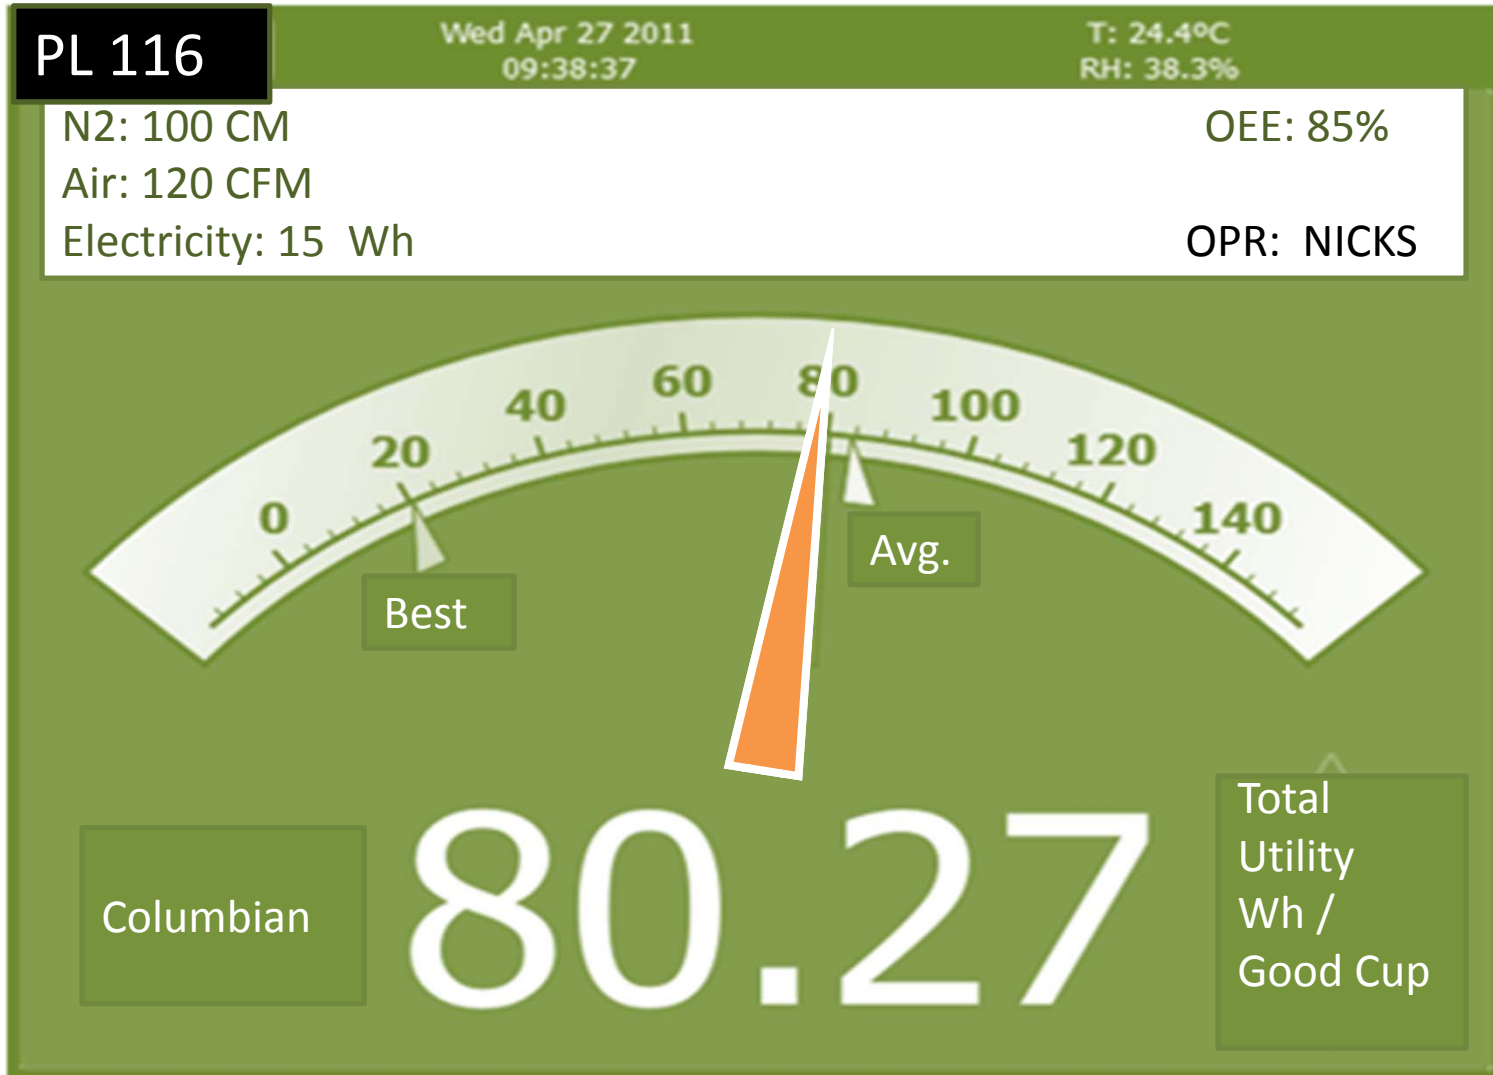 PL 116
Wed Apr 27 2011
09:38:37
T: 24.4ºC
RH: 38.3%
N2: 100 CM
OEE: 85%
Air: 120 CFM
Electricity: 15 Wh
OPR: NICKS
0
20
40
60
80
100
120
140
Best
Avg.
Columbian
80.27
Total
Utility
Wh /
Good Cup